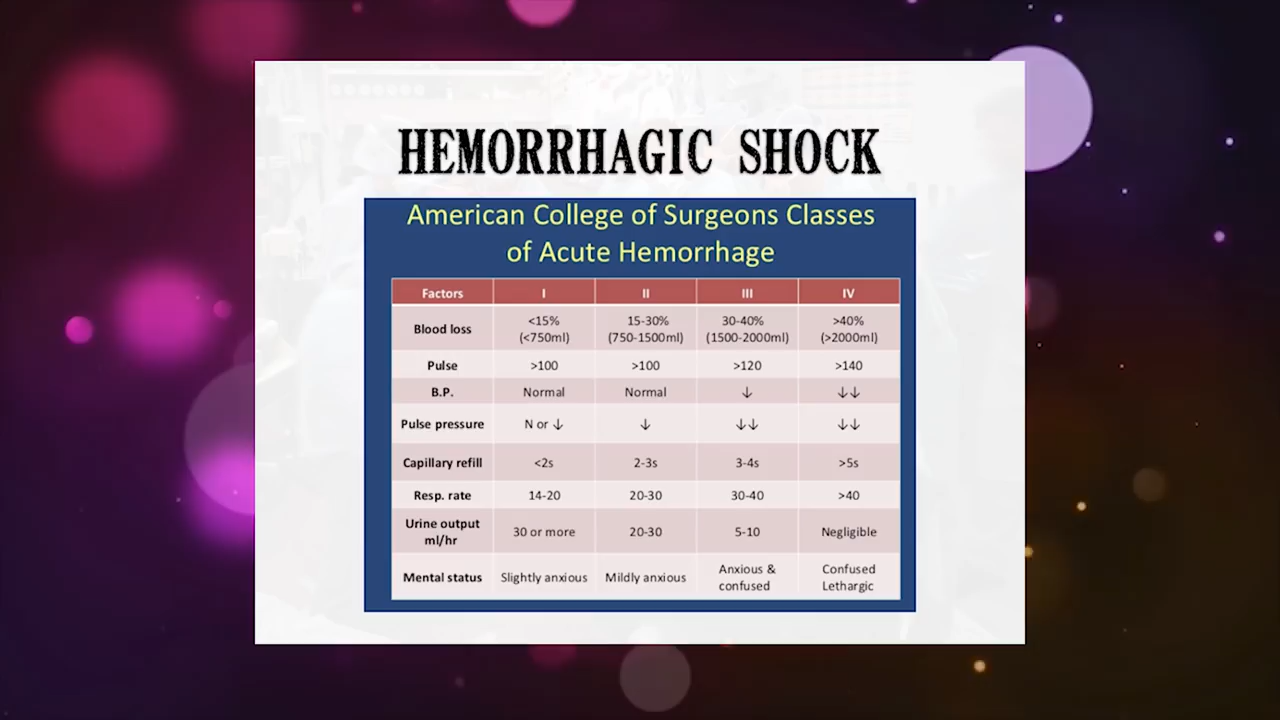 HEMORRHAGIC SHOCK
American College of Surgeons Classes
of Acute Hemorrhage
Factors I II III IV
Blood loss <15% (<750ml) 15-30% (750-1500ml) 30-40% (1500-2000ml) >40% (>2000ml)
Pulse >100 >100 >120 >140
B.P. Normal Normal ↓ ↓↓
Pulse pressure N or ↓ ↓ ↓↓ ↓↓
Capillary refill <2s 2-3s 3-4s >5s
Resp. rate 14-20 20-30 30-40 >40
Urine output ml/hr 30 or more 20-30 5-10 Negligible
Mental status Slightly anxious Mildly anxious Anxious & confused Confused Lethargic